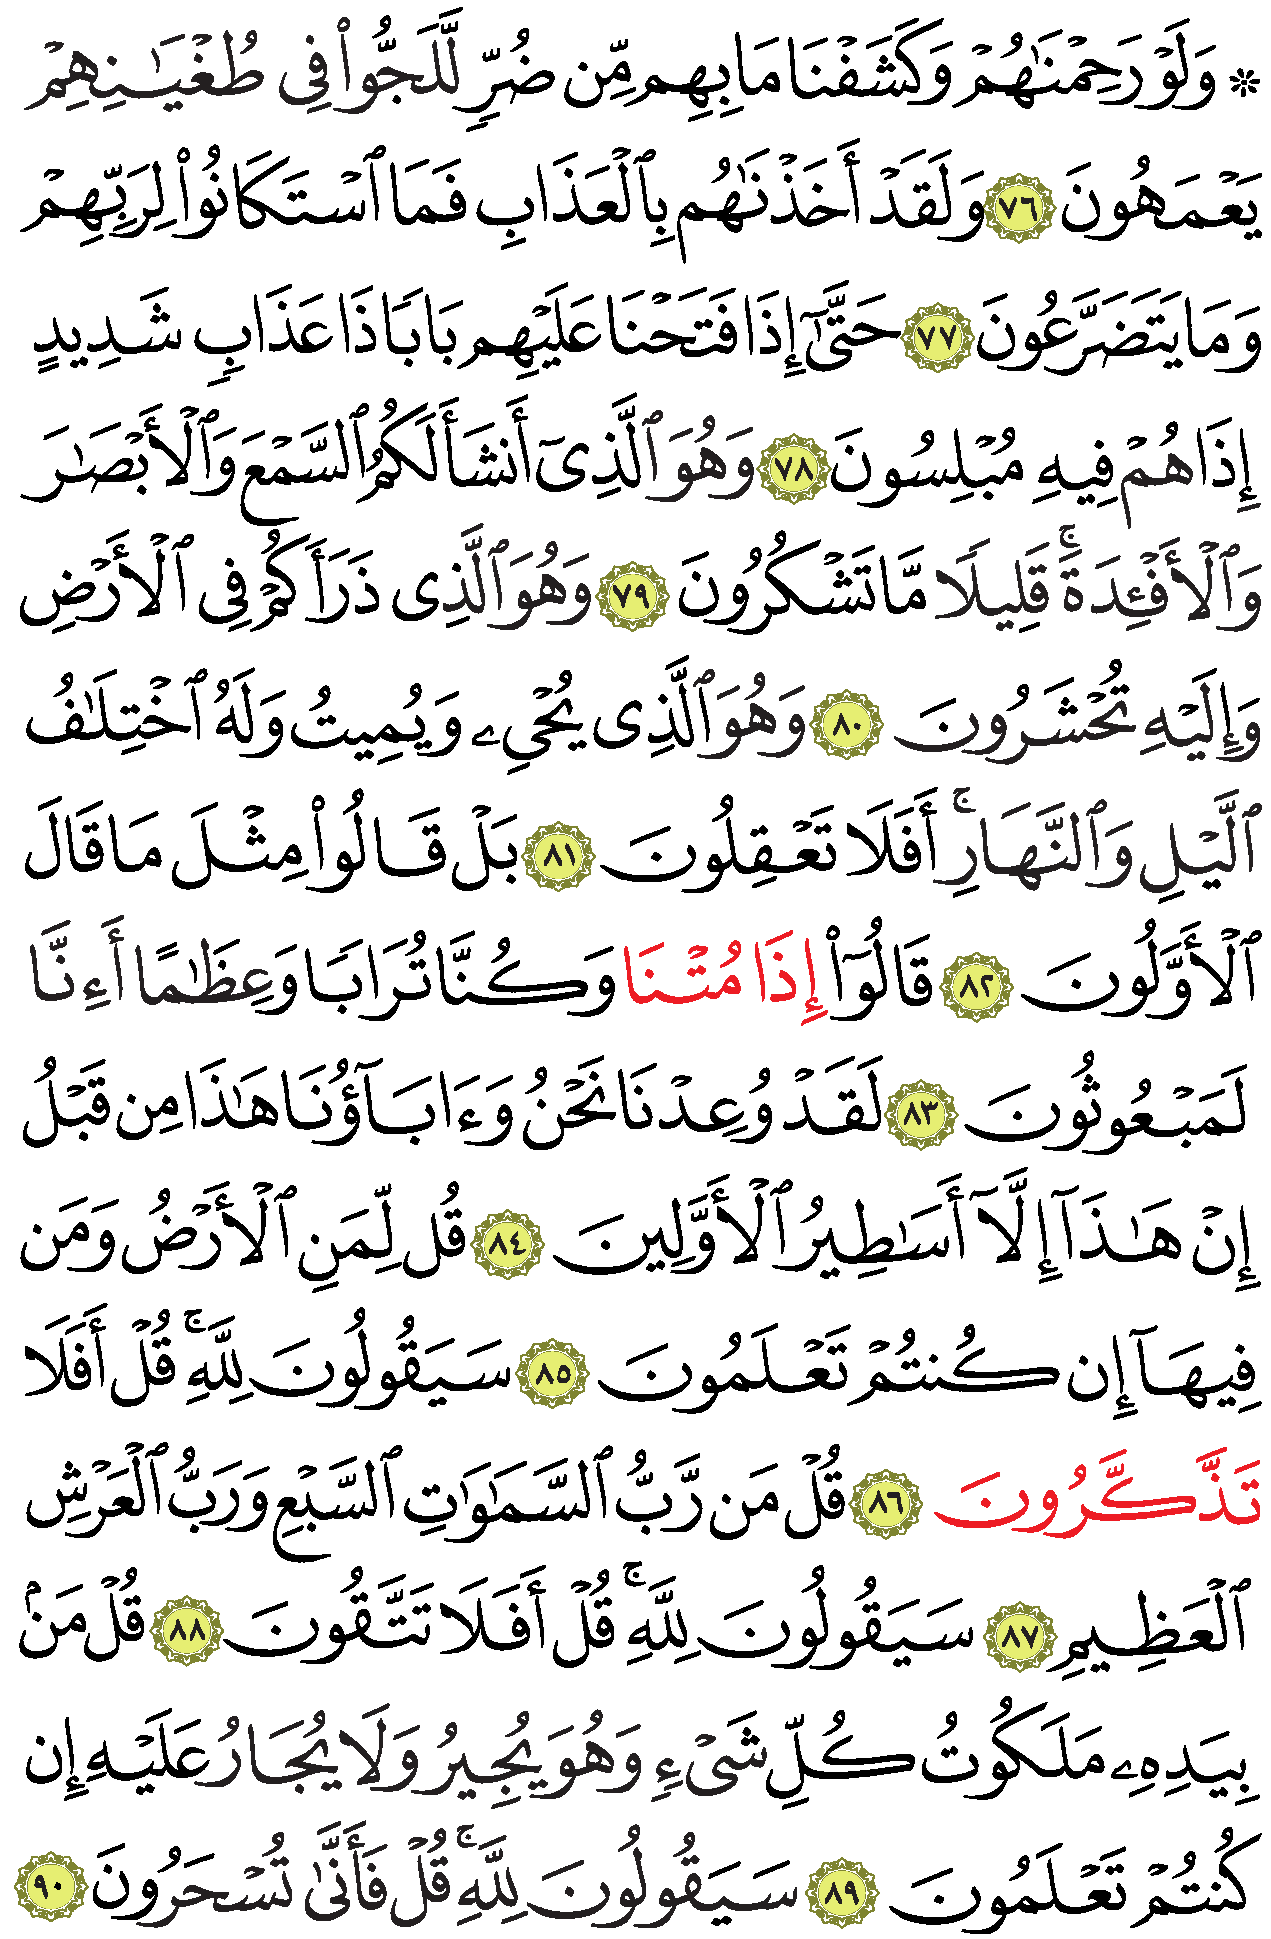 ۞ وَلَوْ رَحِمْنَٰهُمْ وَكَشَفْنَا مَا بِهِم مِّن ضُرٍّ لَّلَجُّوا۟ فِى طُغْيَٰنِهِمْ
يَعْمَهُونَ ٧٦ وَلَقَدْ أَخَذْنَٰهُم بِٱلْعَذَابِ فَمَا ٱسْتَكَانُوا۟ لِرَبِّهِمْ
وَمَا يَتَضَرَّعُونَ ٧٧ حَتَّىٰٓ إِذَا فَتَحْنَا عَلَيْهِم بَابًا ذَا عَذَابٍ شَدِيدٍ
إِذَا هُمْ فِيهِ مُبْلِسُونَ ٧٨ وَهُوَ ٱلَّذِىٓ أَنشَأَ لَكُمُ ٱلسَّمْعَ وَٱلْأَبْصَٰرَ
وَٱلْأَفْـِٔدَةَ ۚ قَلِيلًا مَّا تَشْكُرُونَ ٧٩ وَهُوَ ٱلَّذِى ذَرَأَكُمْ فِى ٱلْأَرْضِ
وَإِلَيْهِ تُحْشَرُونَ ٨٠ وَهُوَ ٱلَّذِى يُحْىِۦ وَيُمِيتُ وَلَهُ ٱخْتِلَٰفُ
ٱلَّيْلِ وَٱلنَّهَارِ ۚ أَفَلَا تَعْقِلُونَ ٨١ بَلْ قَالُوا۟ مِثْلَ مَا قَالَ
ٱلْأَوَّلُونَ ٨٢ قَالُوٓا۟ إِذَا مُتْنَا وَكُنَّا تُرَابًا وَعِظَٰمًا أَءِنَّا
لَمَبْعُوثُونَ ٨٣ لَقَدْ وُعِدْنَا نَحْنُ وَءَابَآؤُنَا هَٰذَا مِن قَبْلُ
إِنْ هَٰذَآ إِلَّآ أَسَٰطِيرُ ٱلْأَوَّلِينَ ٨٤ قُل لِّمَنِ ٱلْأَرْضُ وَمَن
فِيهَآ إِن كُنتُمْ تَعْلَمُونَ ٨٥ سَيَقُولُونَ لِلَّهِ ۚ قُلْ أَفَلَا
تَذَّكَّرُونَ ٨٦ قُلْ مَن رَّبُّ ٱلسَّمَٰوَٰتِ ٱلسَّبْعِ وَرَبُّ ٱلْعَرْشِ
ٱلْعَظِيمِ ٨٧ سَيَقُولُونَ لِلَّهِ ۚ قُلْ أَفَلَا تَتَّقُونَ ٨٨ قُلْ مَنۢ
بِيَدِهِۦ مَلَكُوتُ كُلِّ شَىْءٍ وَهُوَ يُجِيرُ وَلَا يُجَارُ عَلَيْهِ إِن
كُنتُمْ تَعْلَمُونَ ٨٩ سَيَقُولُونَ لِلَّهِ ۚ قُلْ فَأَنَّىٰ تُسْحَرُونَ ٩٠